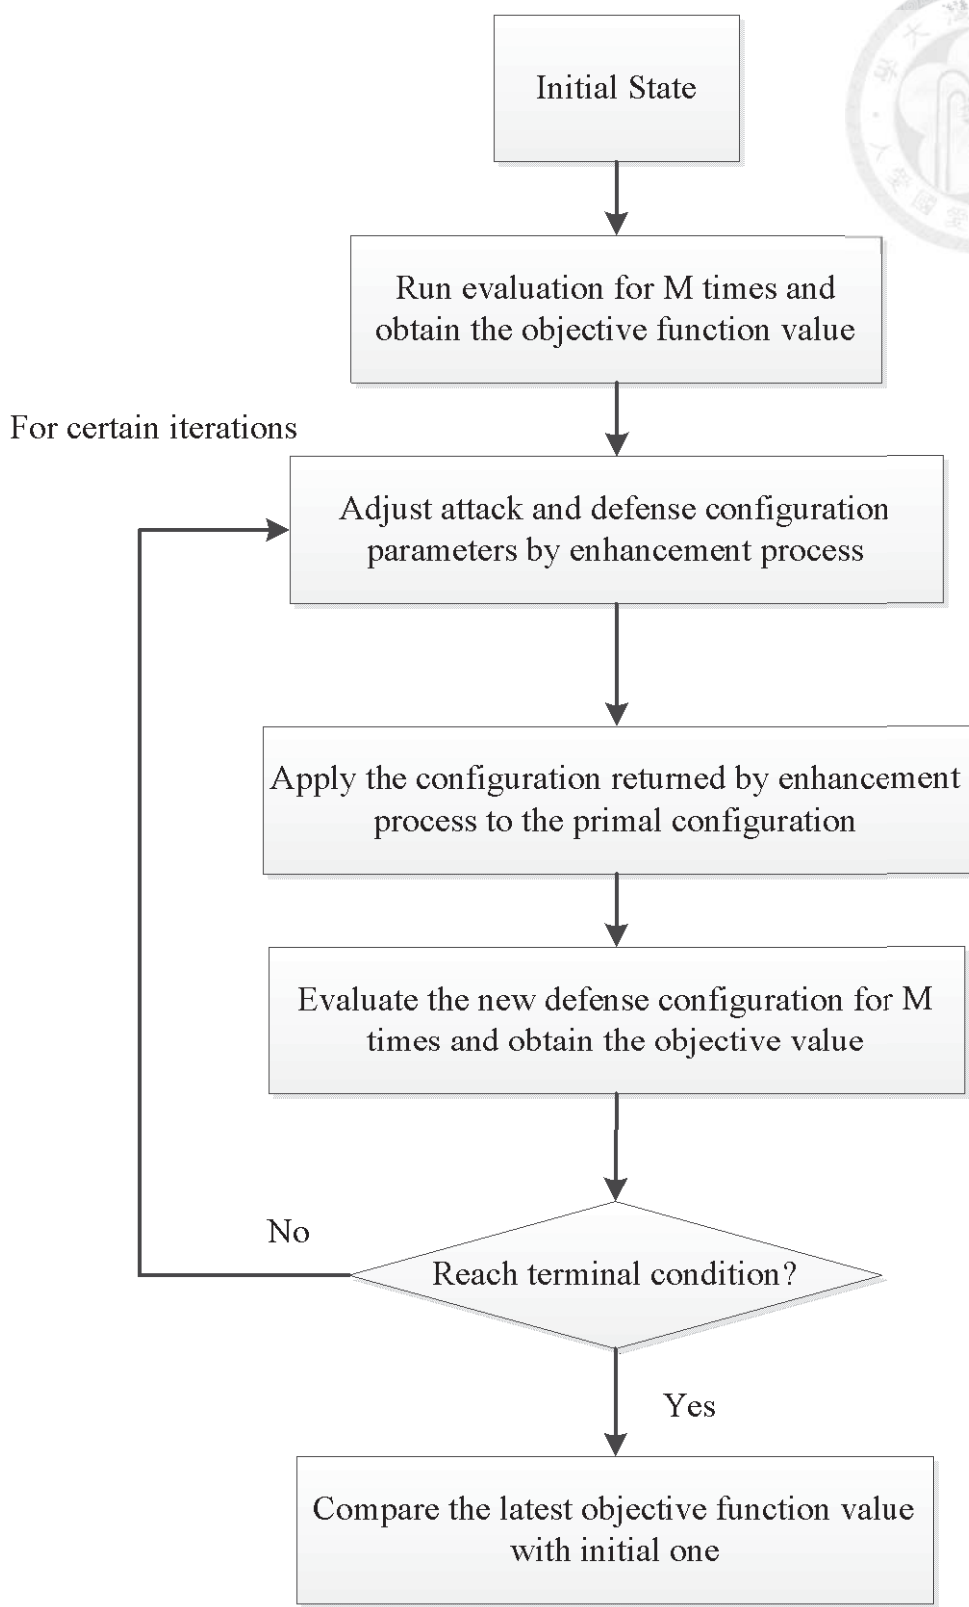 Initial State
Run evaluation for M times and
obtain the objective function value
For certain iterations
Adjust attack and defense configuration
parameters by enhancement process
Apply the configuration returned by enhancement
process to the primal configuration
Evaluate the new defense configuration for M
times and obtain the objective value
No
Reach terminal condition?
Yes
Compare the latest objective function value
with initial one